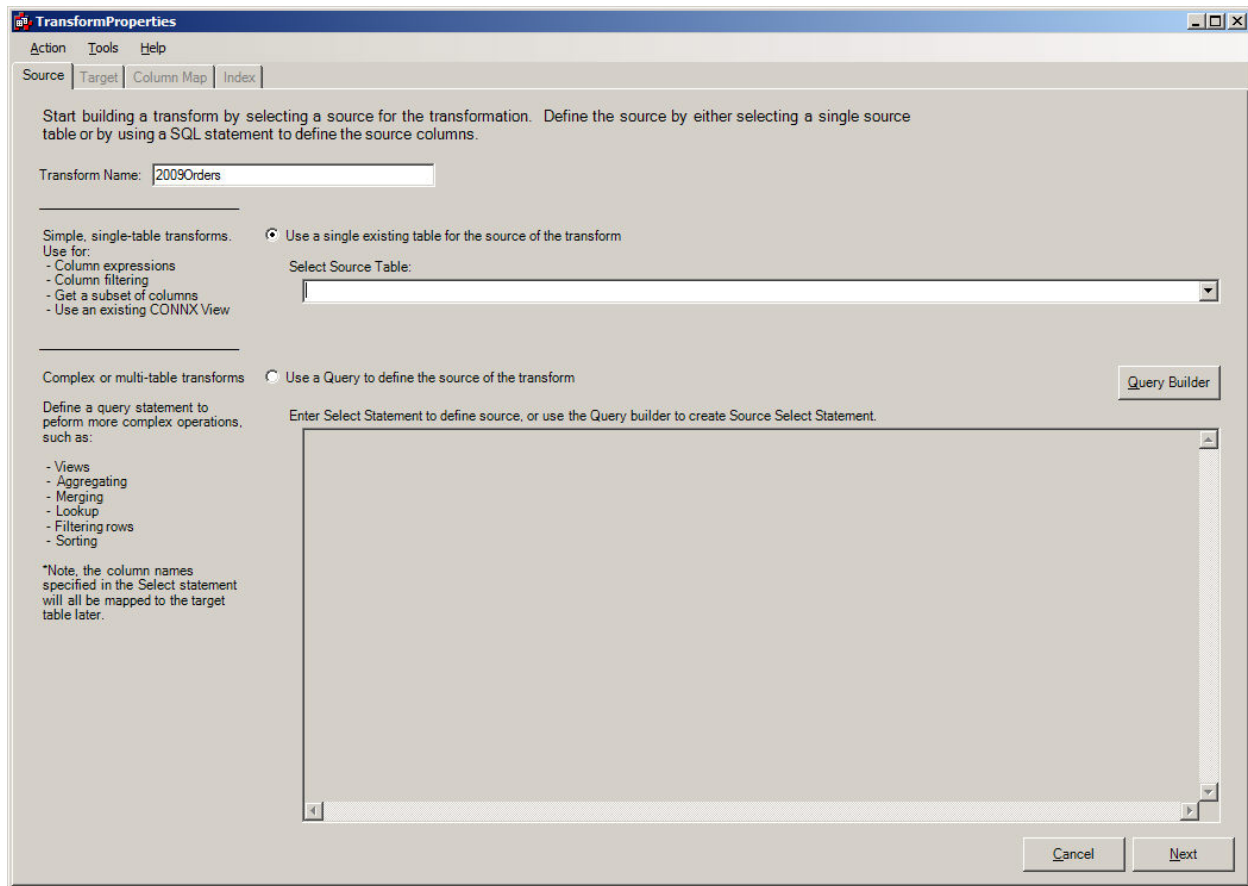 TransformProperties
Action Tools Help
Source Target Column Map Index
Start building a transform by selecting a source for the transformation. Define the source by either selecting a single source
table or by using a SQL statement to define the source columns.
Transform Name: 2009Orders
Simple, single-table transforms.
Use for:
- Column expressions
- Column filtering
- Get a subset of columns
- Use an existing CONNX View
Use a single existing table for the source of the transform
Select Source Table:
Complex or multi-table transforms
Define a query statement to
peform more complex operations,
such as:
- Views
- Aggregating
- Merging
- Lookup
- Filtering rows
- Sorting
*Note, the column names
specified in the Select statement
will all be mapped to the target
table later.
Use a Query to define the source of the transform
Query Builder
Enter Select Statement to define source, or use the Query builder to create Source Select Statement.
Cancel Next